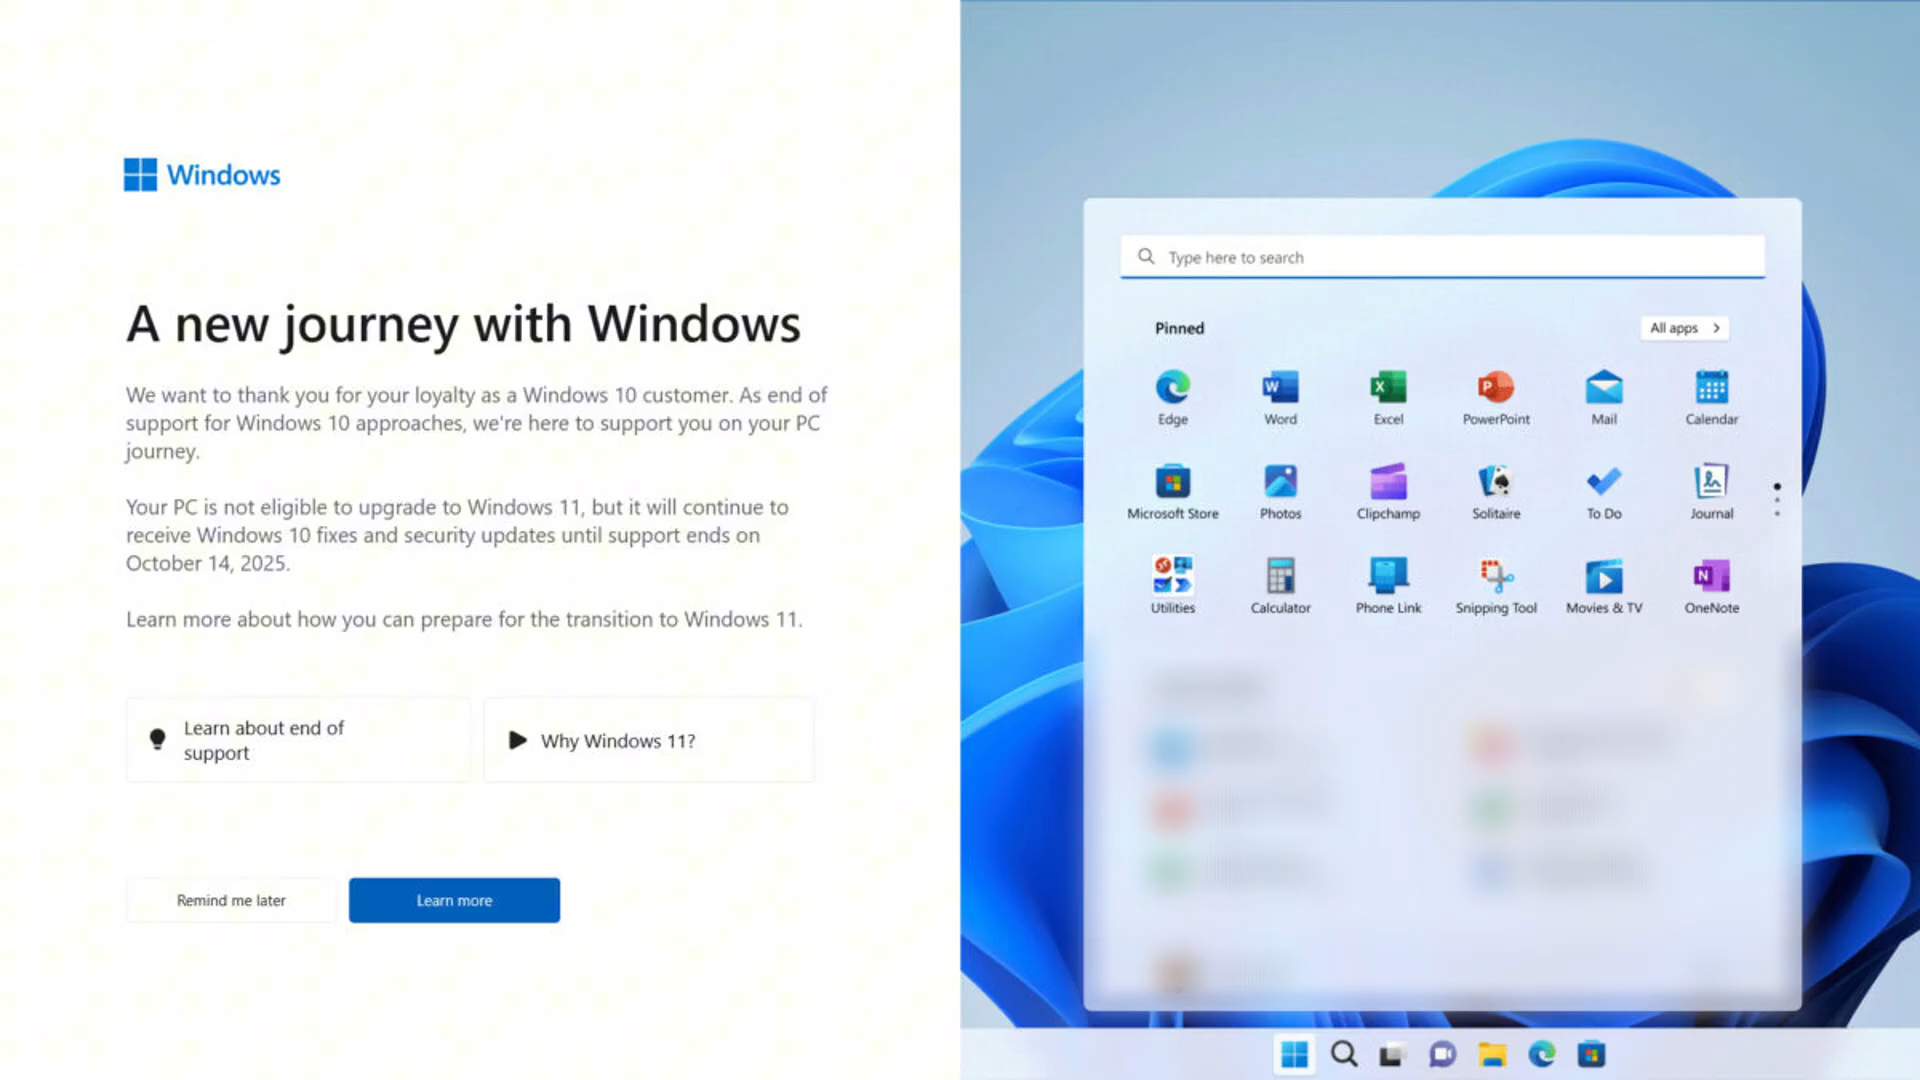 Windows
A new journey with Windows
We want to thank you for your loyalty as a Windows 10 customer. As end of
support for Windows 10 approaches, we're here to support you on your PC
journey.
Your PC is not eligible to upgrade to Windows 11, but it will continue to
receive Windows 10 fixes and security updates until support ends on
October 14, 2025.
Learn more about how you can prepare for the transition to Windows 11.
Learn about end of
support
Why Windows 11?
Remind me later
Learn more
Type here to search
Pinned
All apps
Edge
Word
Excel
PowerPoint
Mail
Calendar
Microsoft Store
Photos
Clipchamp
Solitaire
To Do
Journal
Utilities
Calculator
Phone Link
Snipping Tool
Movies & TV
OneNote